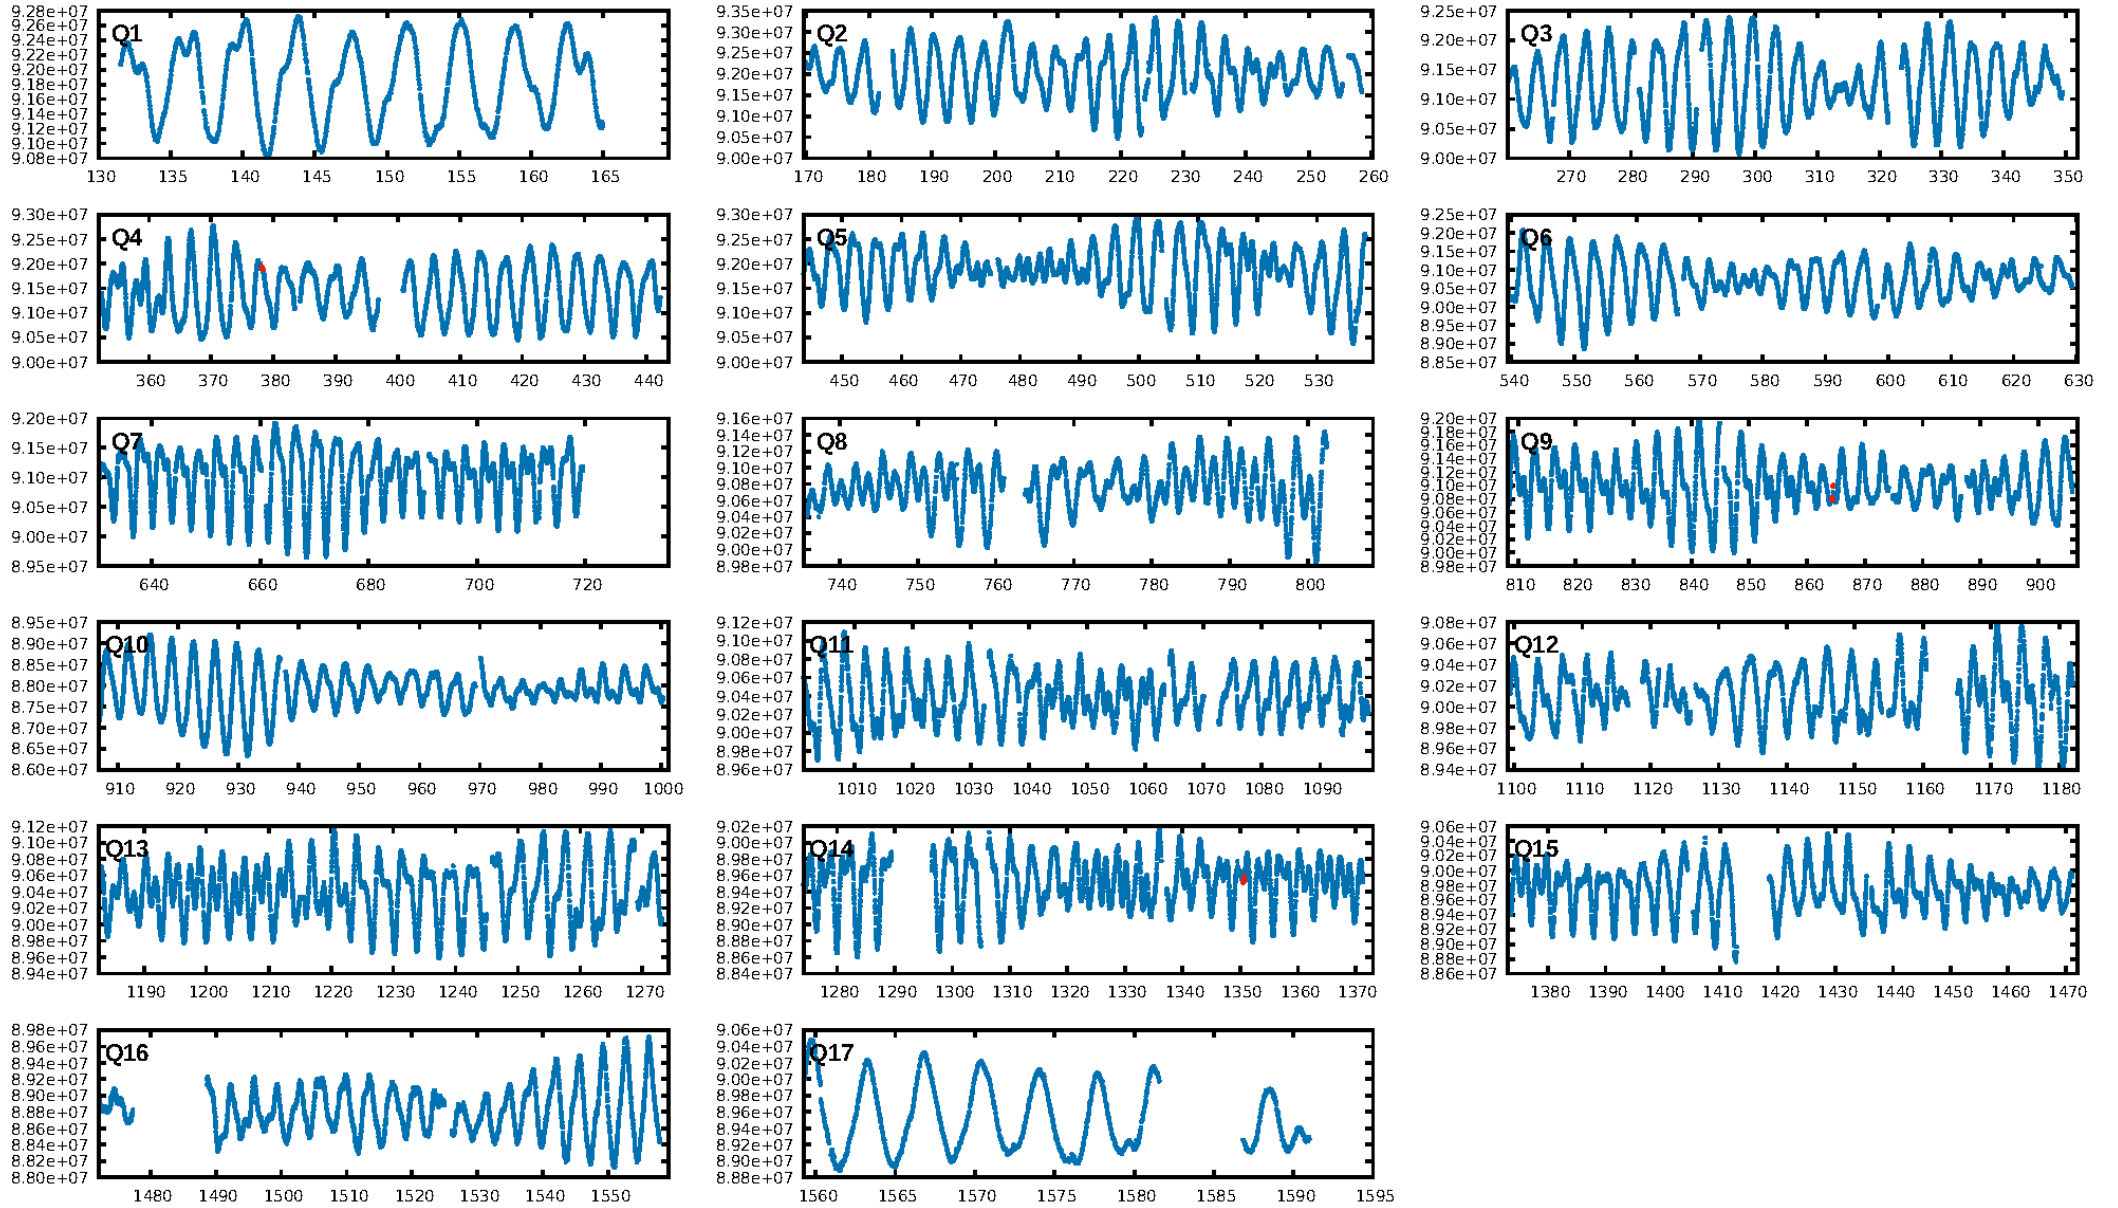 Q1
9.28e+07
9.26e+07
9.24e+07
9.22e+07
9.20e+07
9.18e+07
9.16e+07
9.14e+07
9.12e+07
9.10e+07
9.08e+07
130 135 140 145 150 155 160 165
Q2
9.35e+07
9.30e+07
9.25e+07
9.20e+07
9.15e+07
9.10e+07
9.05e+07
9.00e+07
170 180 190 200 210 220 230 240 250 260
Q3
9.25e+07
9.20e+07
9.15e+07
9.10e+07
9.05e+07
9.00e+07
270 280 290 300 310 320 330 340 350
Q4
9.30e+07
9.25e+07
9.20e+07
9.15e+07
9.10e+07
9.05e+07
9.00e+07
360 370 380 390 400 410 420 430 440
Q5
9.30e+07
9.25e+07
9.20e+07
9.15e+07
9.10e+07
9.05e+07
9.00e+07
450 460 470 480 490 500 510 520 530
Q6
9.25e+07
9.20e+07
9.15e+07
9.10e+07
9.05e+07
9.00e+07
8.95e+07
8.90e+07
8.85e+07
540 550 560 570 580 590 600 610 620 630
Q7
9.20e+07
9.15e+07
9.10e+07
9.05e+07
9.00e+07
8.95e+07
640 660 680 700 720
Q8
9.16e+07
9.14e+07
9.12e+07
9.10e+07
9.08e+07
9.06e+07
9.04e+07
9.02e+07
9.00e+07
8.98e+07
740 750 760 770 780 790 800
Q9
9.20e+07
9.18e+07
9.16e+07
9.14e+07
9.12e+07
9.10e+07
9.08e+07
9.06e+07
9.04e+07
9.02e+07
9.00e+07
8.98e+07
810 820 830 840 850 860 870 880 890 900
Q10
8.95e+07
8.90e+07
8.85e+07
8.80e+07
8.75e+07
8.70e+07
8.65e+07
8.60e+07
910 920 930 940 950 960 970 980 990 1000
Q11
9.12e+07
9.10e+07
9.08e+07
9.06e+07
9.04e+07
9.02e+07
9.00e+07
8.98e+07
8.96e+07
1010 1020 1030 1040 1050 1060 1070 1080 1090
Q12
9.08e+07
9.06e+07
9.04e+07
9.02e+07
9.00e+07
8.98e+07
8.96e+07
8.94e+07
1100 1110 1120 1130 1140 1150 1160 1170 1180
Q13
9.12e+07
9.10e+07
9.08e+07
9.06e+07
9.04e+07
9.02e+07
9.00e+07
8.98e+07
8.96e+07
8.94e+07
1190 1200 1210 1220 1230 1240 1250 1260 1270
Q14
9.02e+07
9.00e+07
8.98e+07
8.96e+07
8.94e+07
8.92e+07
8.90e+07
8.88e+07
8.86e+07
8.84e+07
1280 1290 1300 1310 1320 1330 1340 1350 1360 1370
Q15
9.06e+07
9.04e+07
9.02e+07
9.00e+07
8.98e+07
8.96e+07
8.94e+07
8.92e+07
8.90e+07
8.88e+07
8.86e+07
1380 1390 1400 1410 1420 1430 1440 1450 1460 1470
Q16
8.98e+07
8.96e+07
8.94e+07
8.92e+07
8.90e+07
8.88e+07
8.86e+07
8.84e+07
8.82e+07
8.80e+07
1480 1490 1500 1510 1520 1530 1540 1550
Q17
9.06e+07
9.04e+07
9.02e+07
9.00e+07
8.98e+07
8.96e+07
8.94e+07
8.92e+07
8.90e+07
8.88e+07
1560 1565 1570 1575 1580 1585 1590 1595